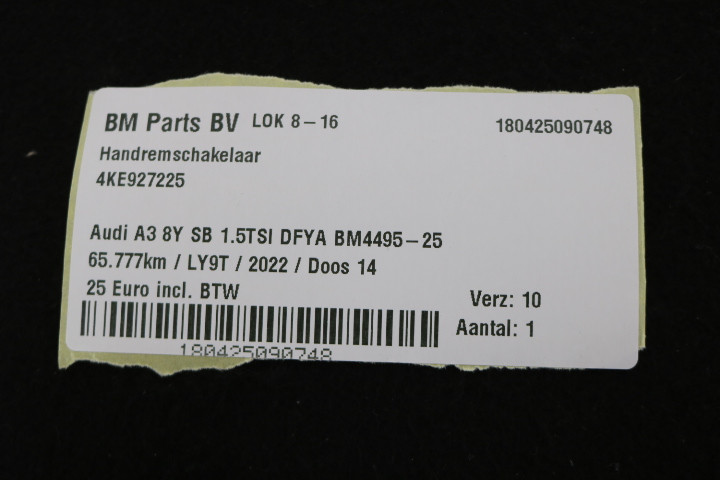 BM Parts BV LOK 8-16 180425090748
Handremschakelaar
4KE927225
Audi A3 8Y SB 1.5TSI DFYA BM4495-25
65.777km / LY9T / 2022 / Doos 14
25 Euro incl. BTW Verz: 10
Aantal: 1
180425090748